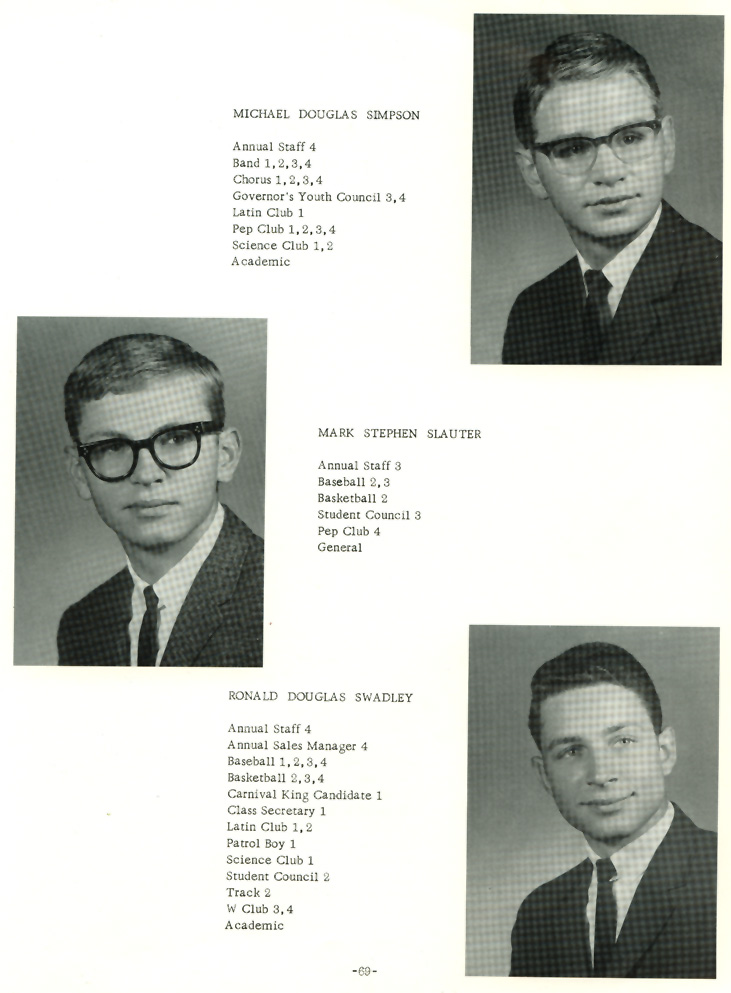 MICHAEL DOUGLAS SIMPSON
Annual Staff 4
Band 1,2,3,4
Chorus 1,2,3,4
Governor's Youth Council 3,4
Latin Club 1
Pep Club 1,2,3,4
Science Club 1,2
Academic
MARK STEPHEN SLAUTER
Annual Staff 3
Baseball 2,3
Basketball 2
Student Council 3
Pep Club 4
General
RONALD DOUGLAS SWADLEY
Annual Staff 4
Annual Sales Manager 4
Baseball 1,2,3,4
Basketball 2,3,4
Carnival King Candidate 1
Class Secretary 1
Latin Club 1,2
Patrol Boy 1
Science Club 1
Student Council 2
Track 2
W Club 3,4
Academic
-69-